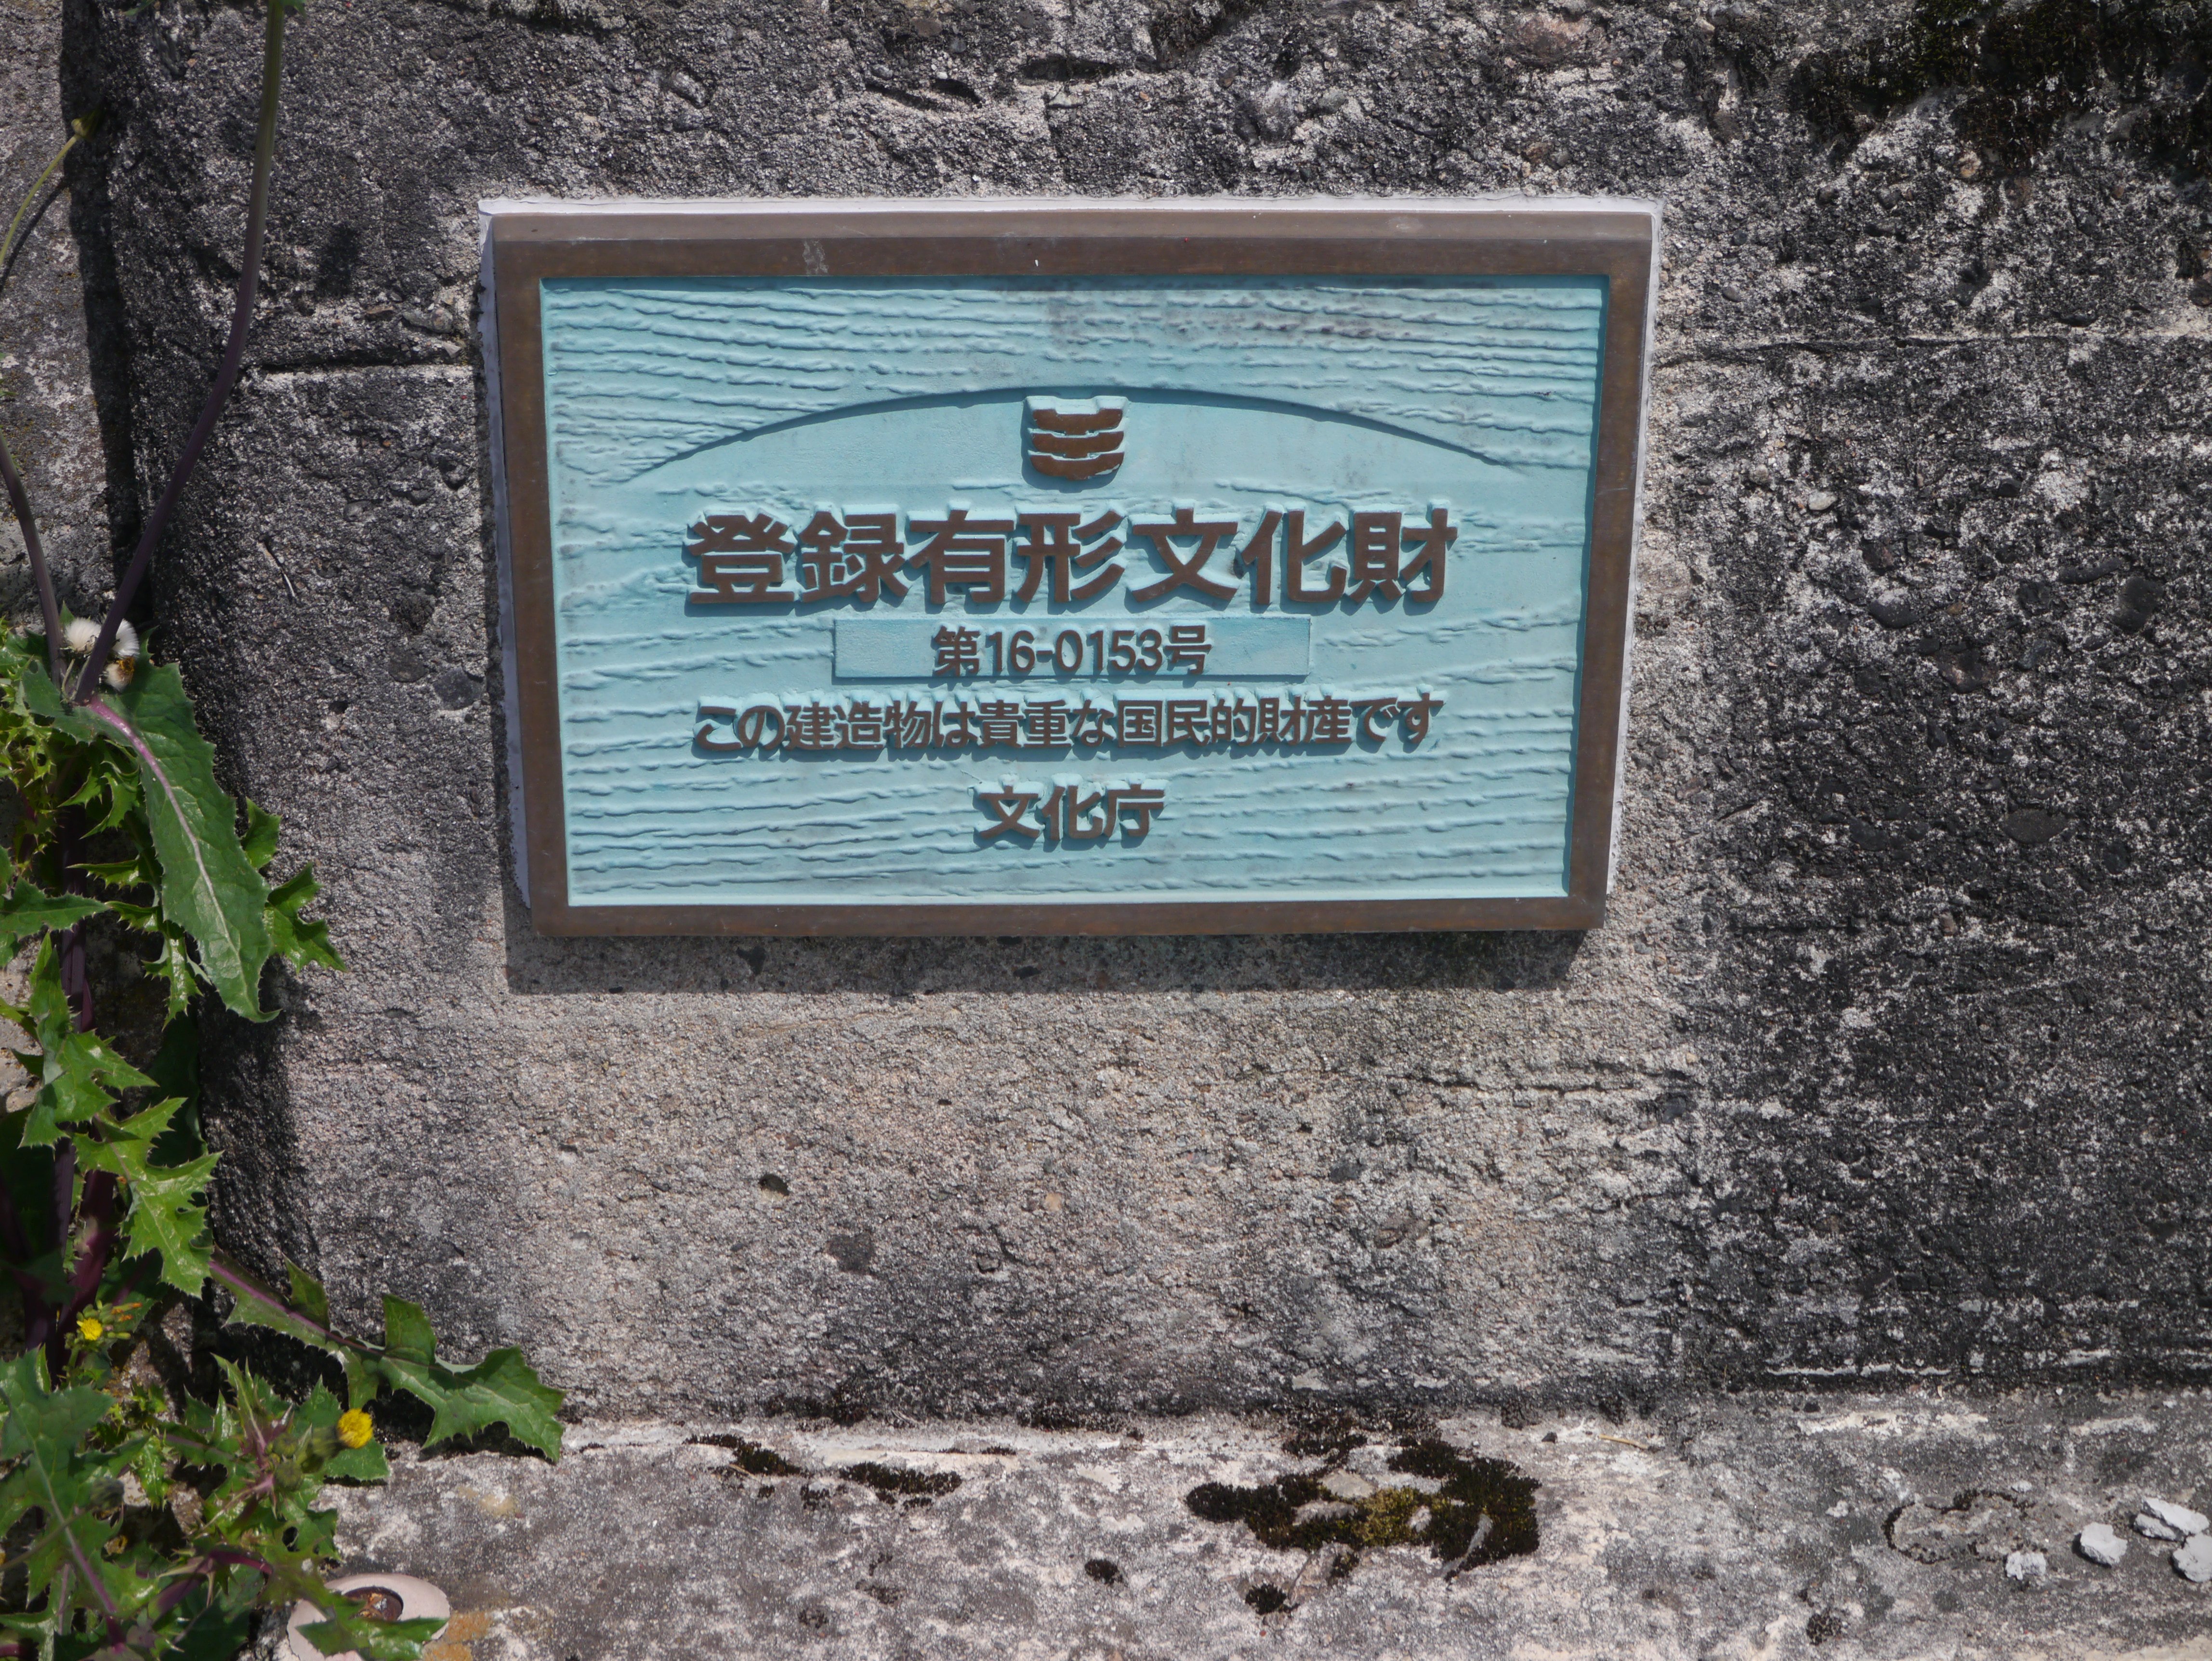 登録有形文化財
第16-0153号
この建造物は貴重な国民的財産です
文化庁